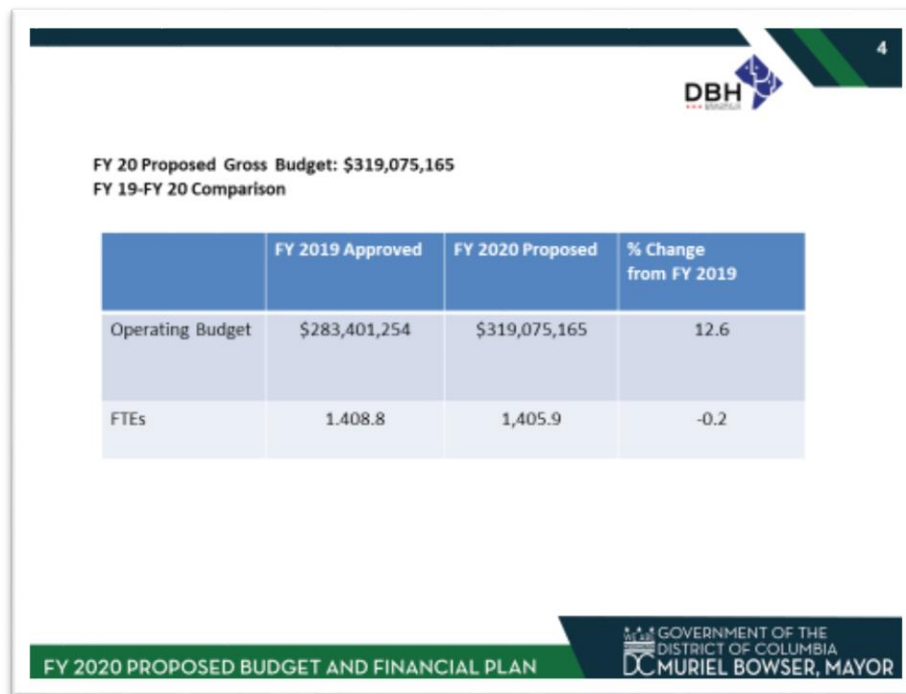 4
DBH
FY 20 Proposed Gross Budget: $319,075,165
FY 19-FY 20 Comparison
FY 2019 Approved FY 2020 Proposed % Change
from FY 2019
Operating Budget $283,401,254 $319,075,165 12.6
FTEs 1.408.8 1,405.9 -0.2
FY 2020 PROPOSED BUDGET AND FINANCIAL PLAN
WE ARE GOVERNMENT OF THE
DISTRICT OF COLUMBIA
DC MURIEL BOWSER, MAYOR